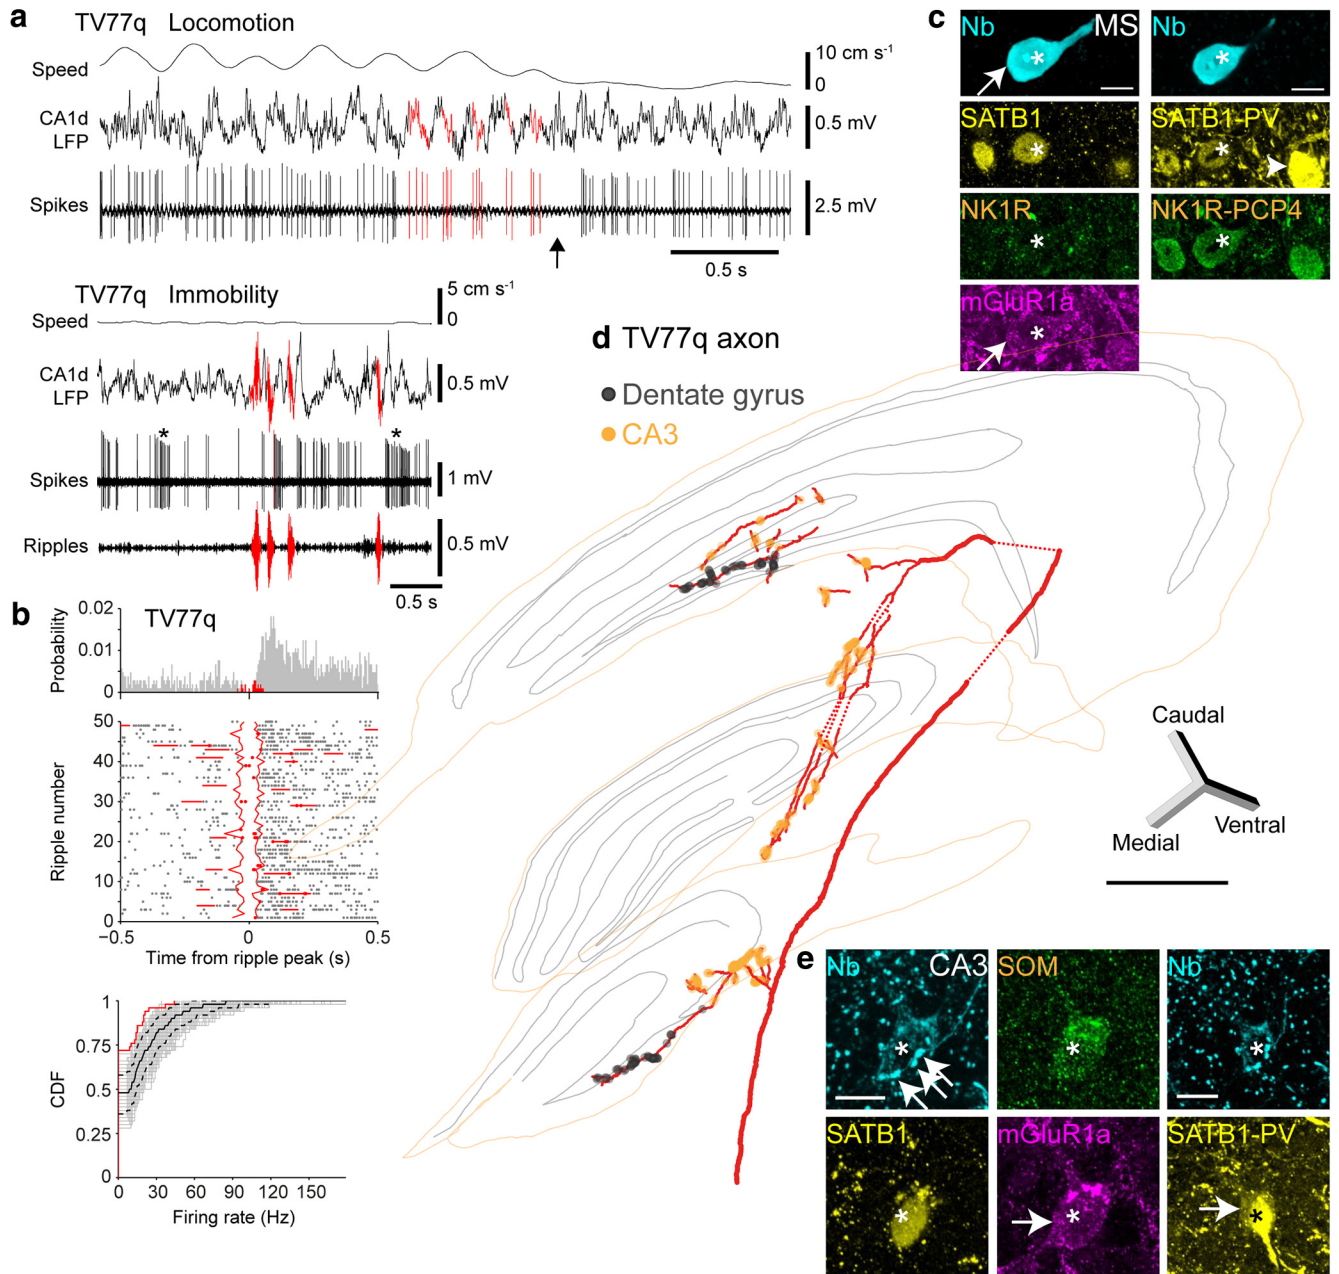 a
TV77q Locomotion
Speed
10 cm s-1
0
CA1d
LFP
0.5 mV
Spikes
2.5 mV
0.5 s
TV77q Immobility
Speed
5 cm s-1
0
CA1d
LFP
0.5 mV
*
*
Spikes
1 mV
Ripples
0.5 mV
0.5 s
b
TV77q
Probability
0.02
0.01
0
Ripple number
50
40
30
20
10
0
−0.5
0
0.5
Time from ripple peak (s)
CDF
1
0.75
0.5
0.25
0
0
30
60
90
120
150
Firing rate (Hz)
c
Nb
MS
*
Nb
*
SATB1
*
SATB1-PV
*
NK1R
*
NK1R-PCP4
*
mGluR1a
*
d TV77q axon
Dentate gyrus
CA3
Caudal
Medial
Ventral
e
Nb
CA3
*
SOM
*
Nb
*
SATB1
*
mGluR1a
*
SATB1-PV
*